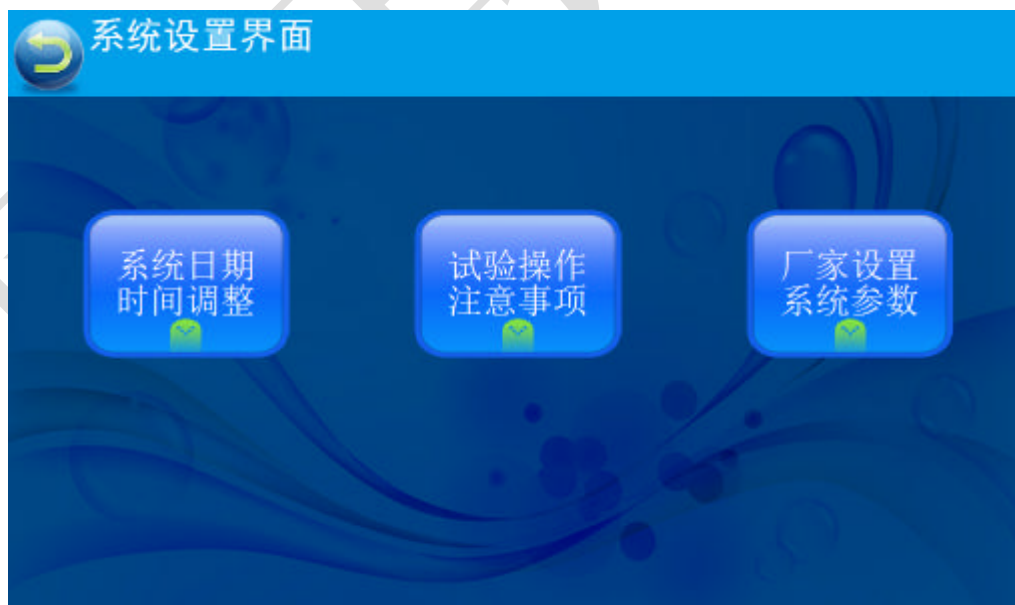 系统设置界面
系统日期
时间调整
试验操作
注意事项
厂家设置
系统参数